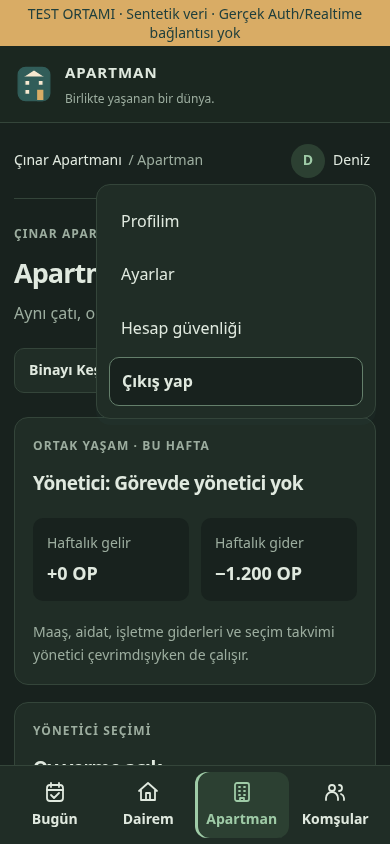 TEST ORTAMI · Sentetik veri · Gerçek Auth/Realtime
bağlantısı yok
APARTMAN
Birlikte yaşanan bir dünya.
Çınar Apartmanı / Apartman
D Deniz
Profilim
Ayarlar
Hesap güvenliği
Çıkış yap
ÇINAR APAR
Apartm
Aynı çatı, o
Binayı Kes
ORTAK YAŞAM · BU HAFTA
Yönetici: Görevde yönetici yok
Haftalık gelir
+0 OP
Haftalık gider
−1.200 OP
Maaş, aidat, işletme giderleri ve seçim takvimi
yönetici çevrimdışıyken de çalışır.
YÖNETİCİ SEÇİMİ
Bugün
Dairem
Apartman
Komşular